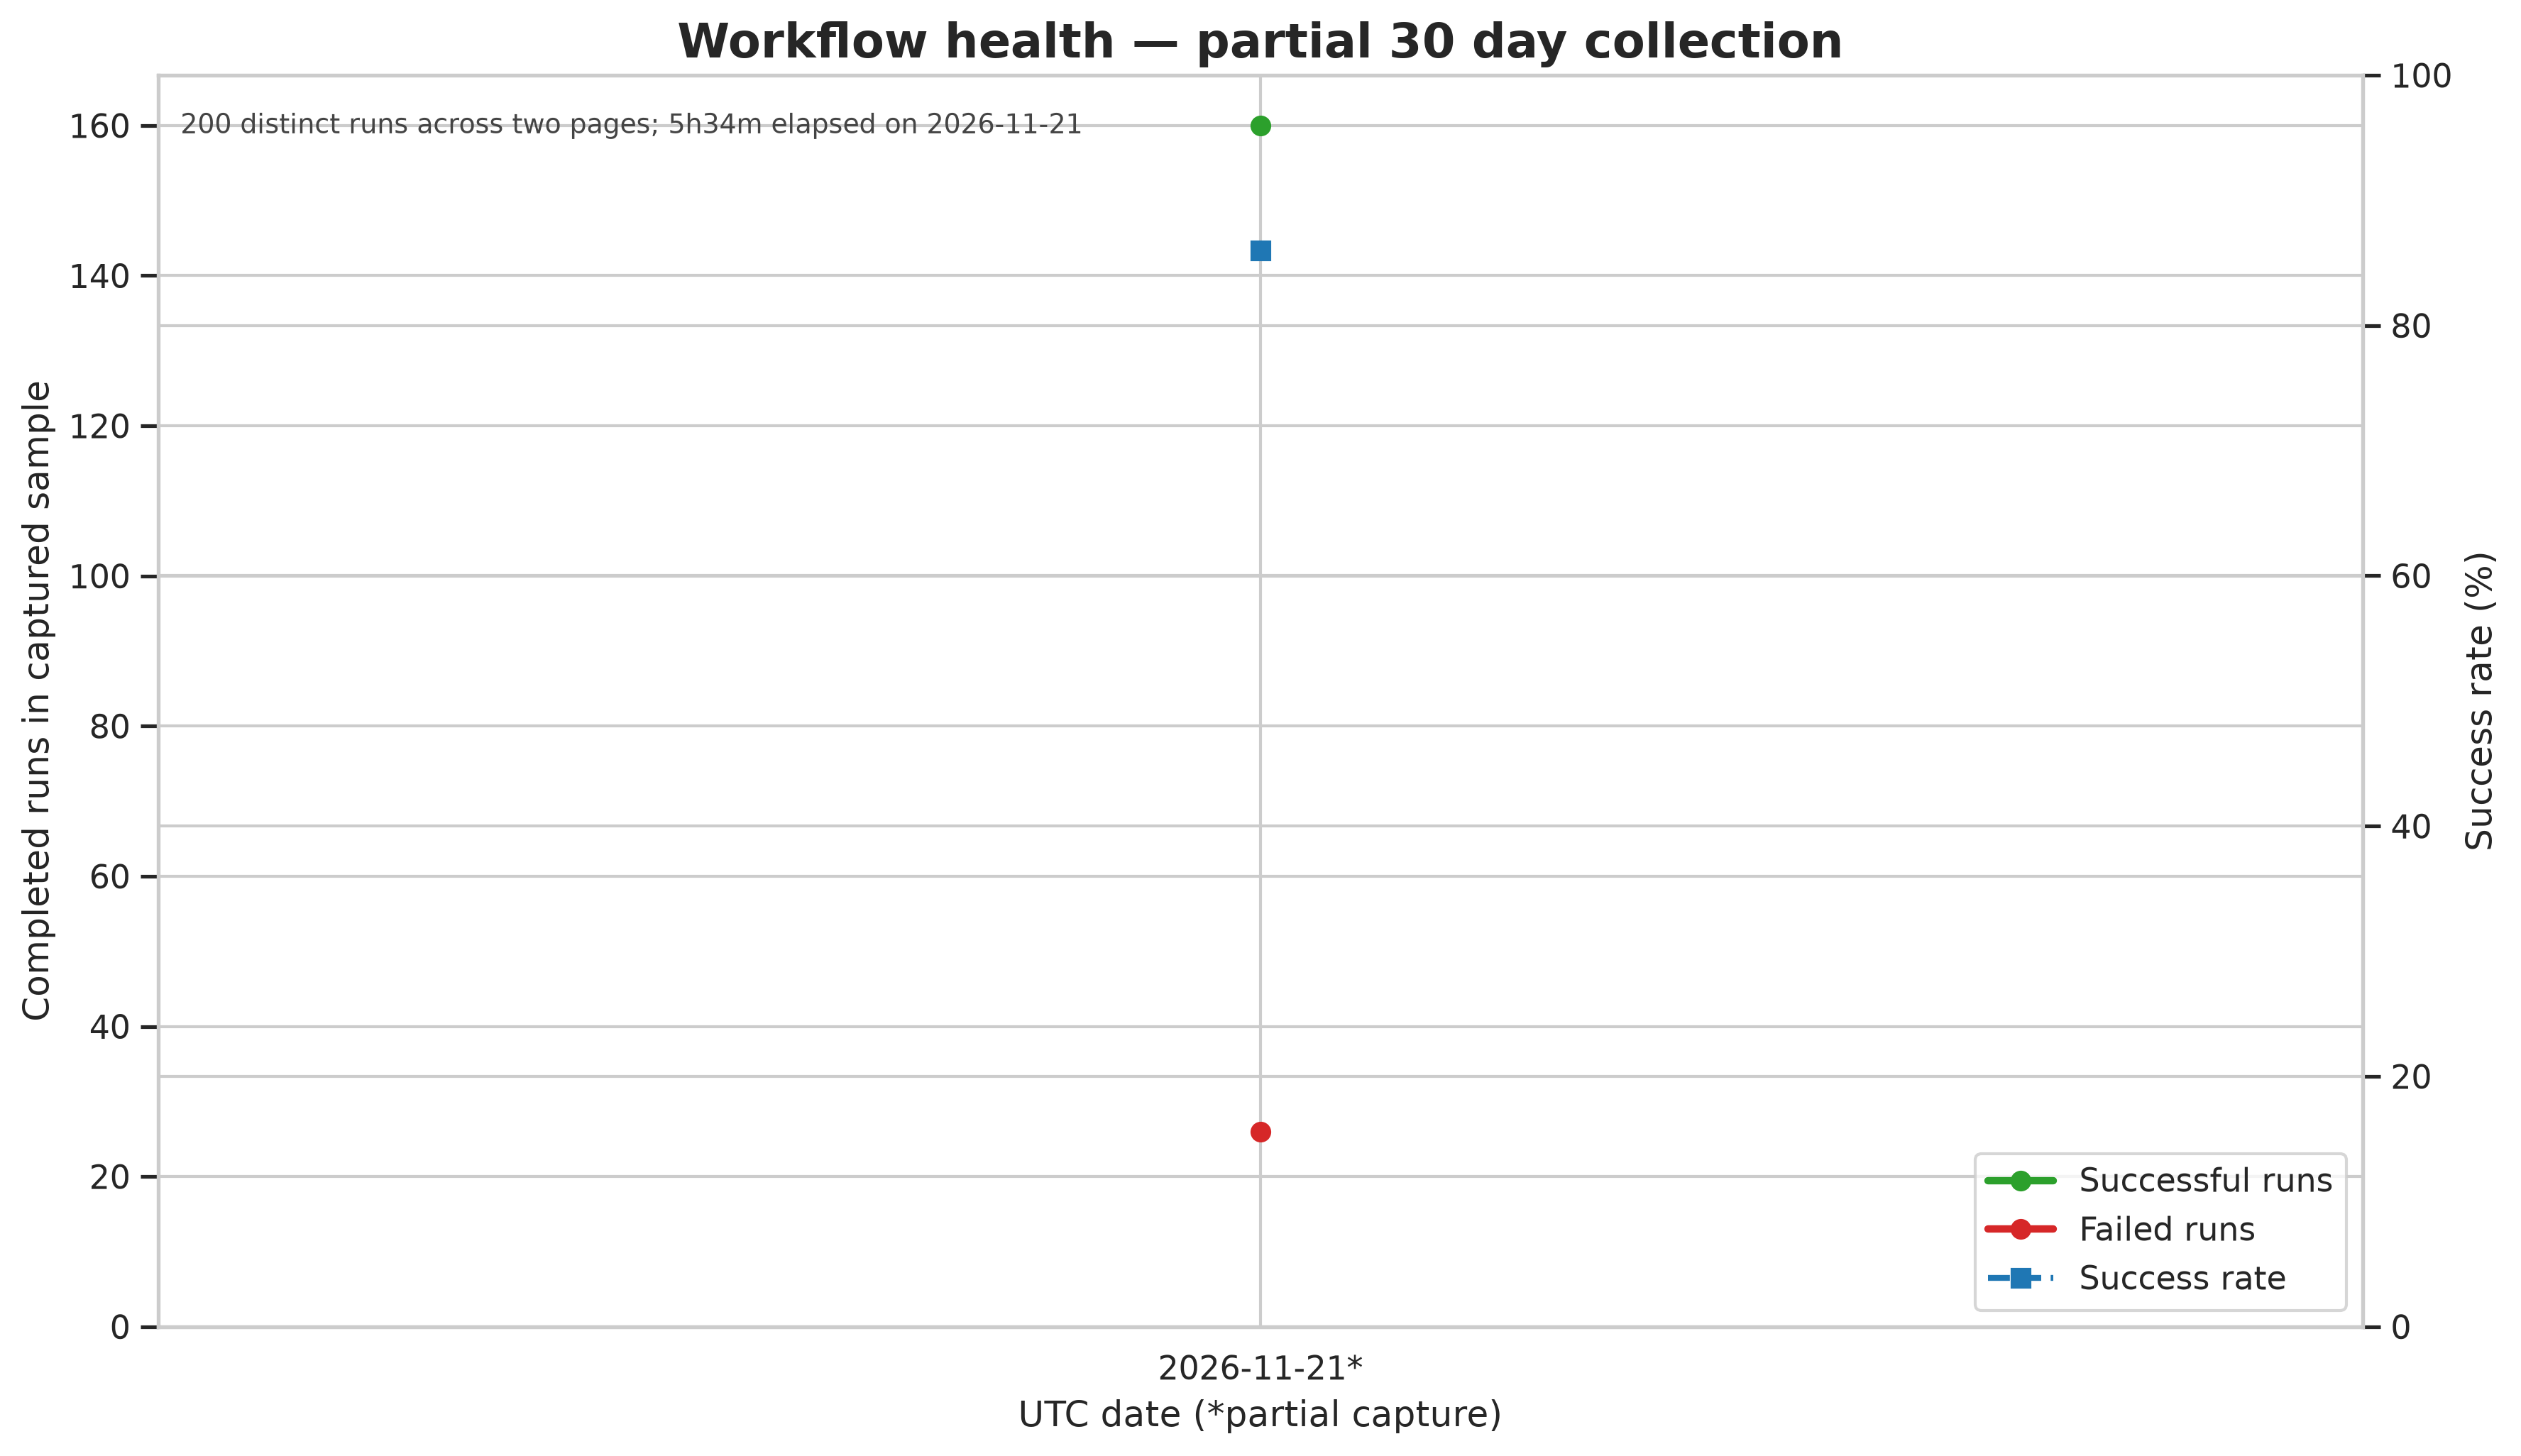 Workflow health — partial 30 day collection
200 distinct runs across two pages; 5h34m elapsed on 2026-11-21
Completed runs in captured sample
160
140
120
100
80
60
40
20
0
100
80
60
40
20
0
Success rate (%)
Successful runs
Failed runs
Success rate
2026-11-21*
UTC date (*partial capture)